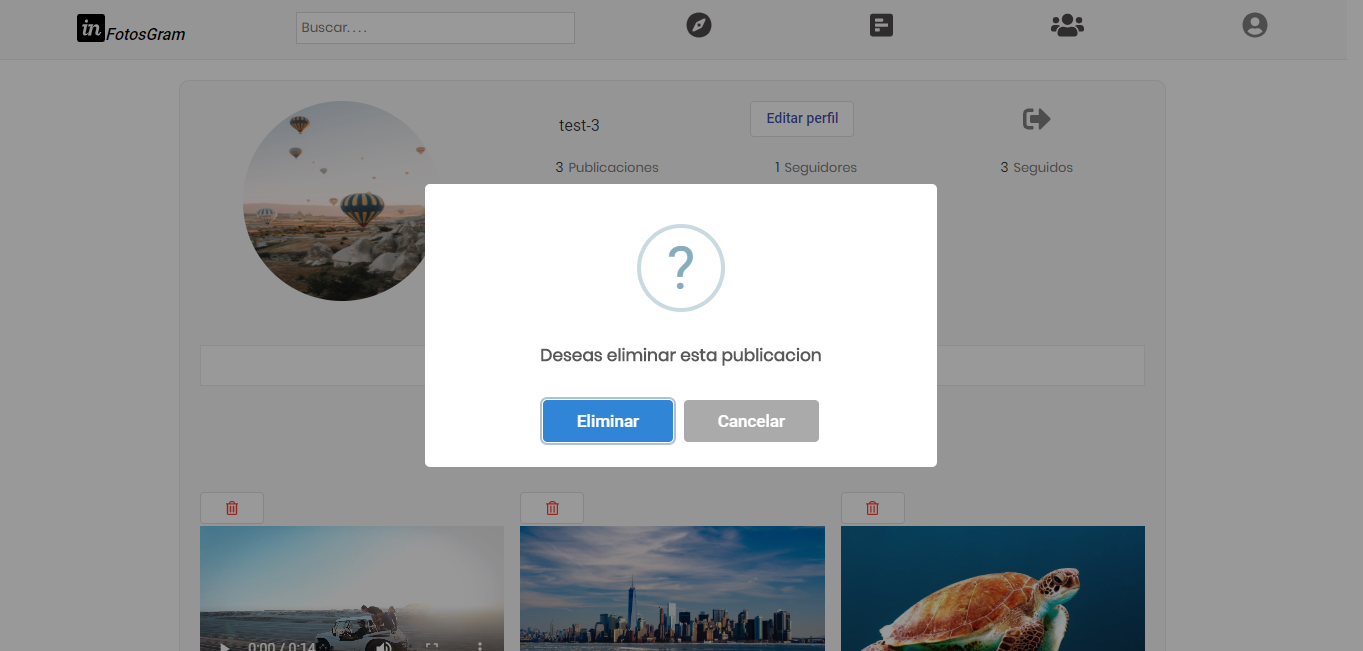 in FotosGram
Buscar....
test-3
Editar perfil
3 Publicaciones
1 Seguidores
3 Seguidos
?
Deseas eliminar esta publicacion
Eliminar
Cancelar
0:00 / 0:14